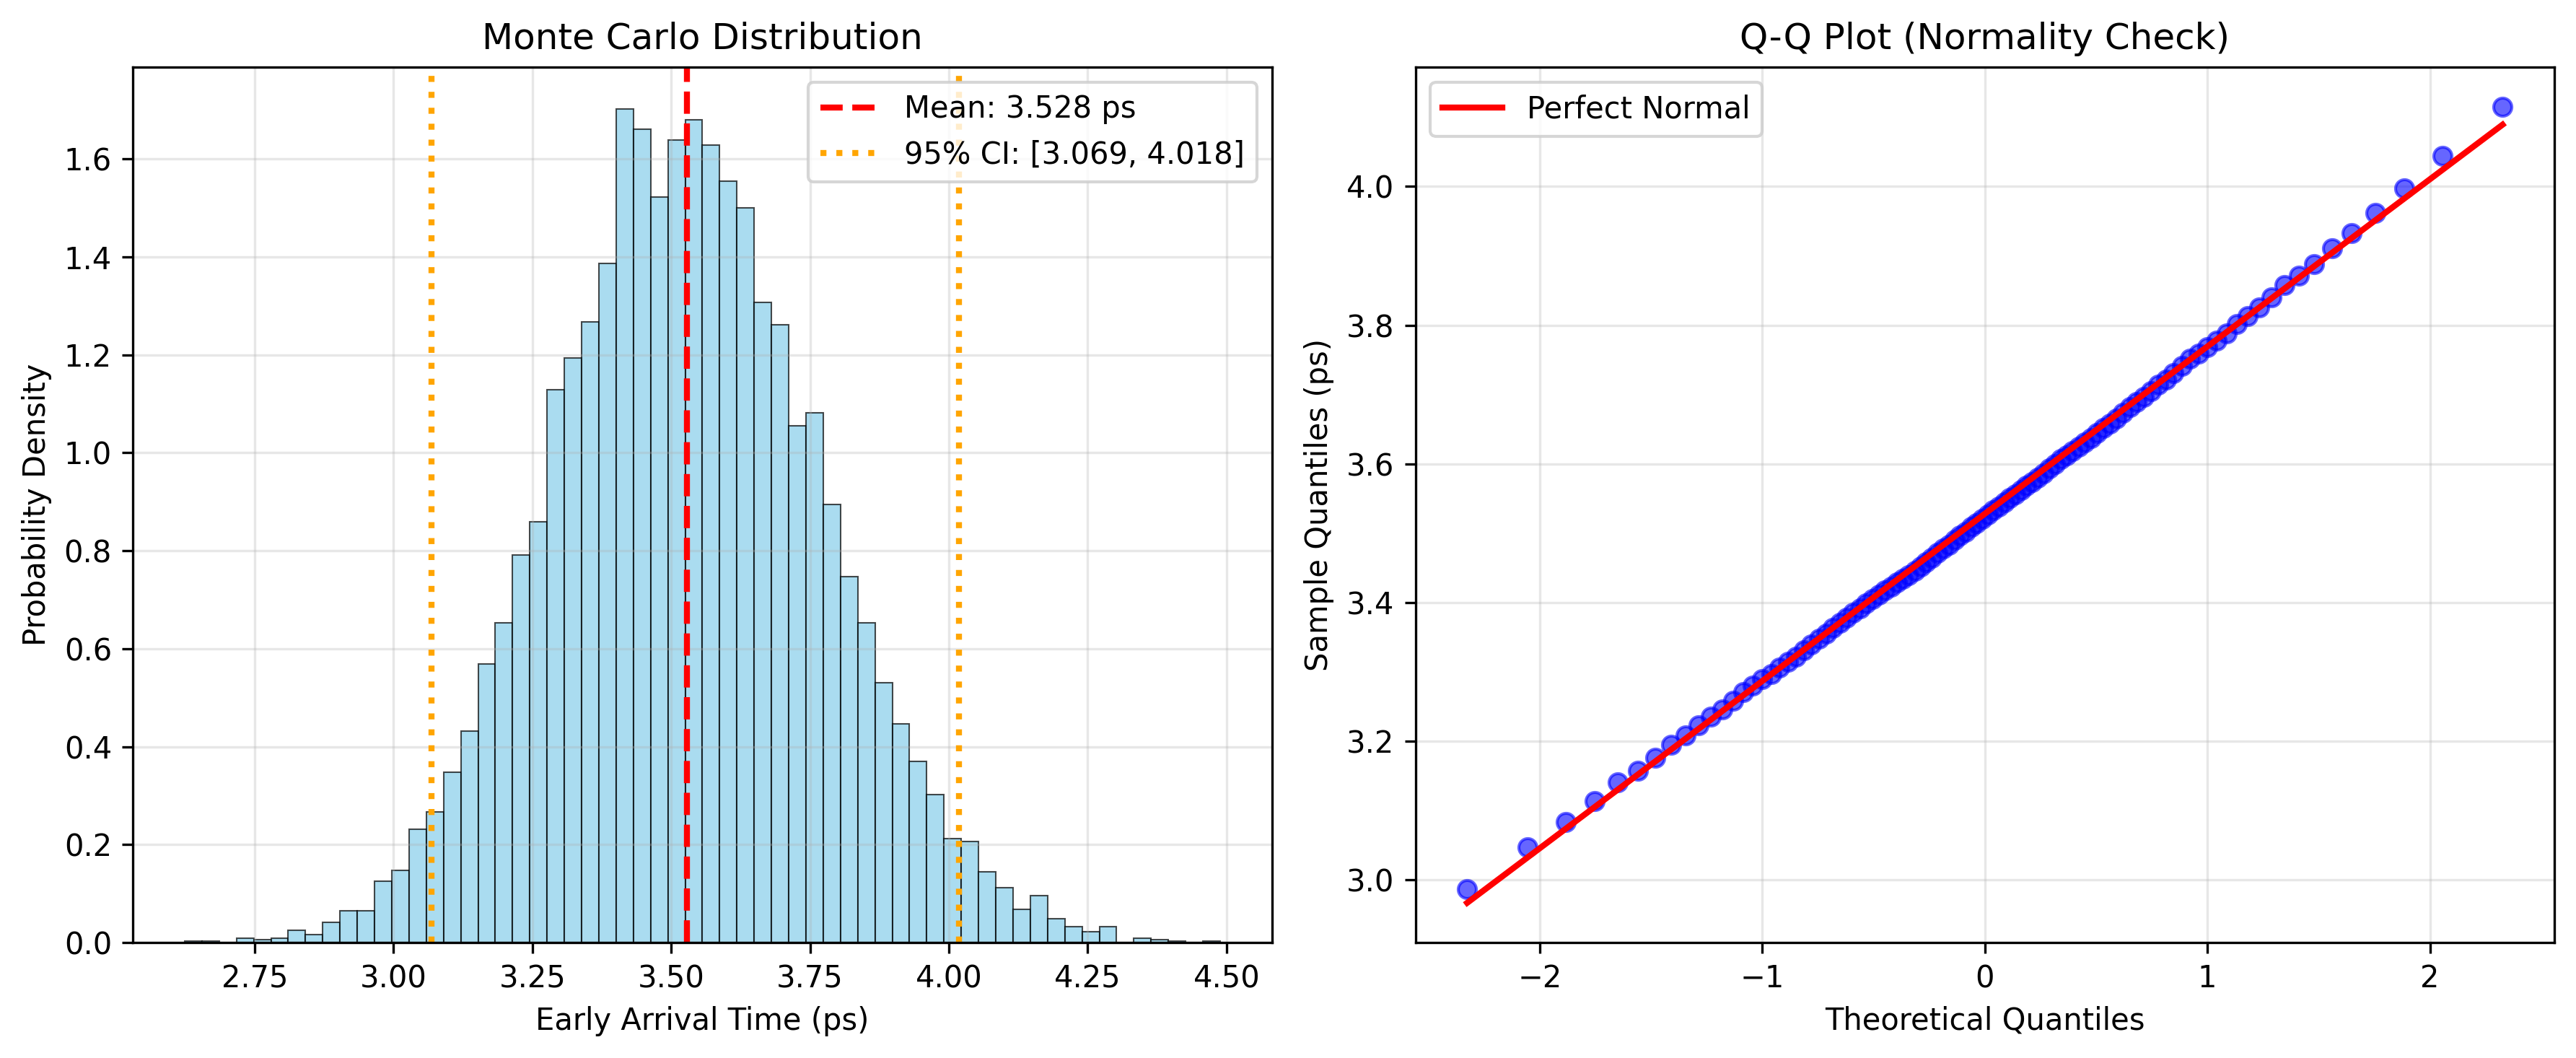 Monte Carlo Distribution
Mean: 3.528 ps
95% CI: [3.069, 4.018]
Probability Density
1.6
1.4
1.2
1.0
0.8
0.6
0.4
0.2
0.0
2.75 3.00 3.25 3.50 3.75 4.00 4.25 4.50
Early Arrival Time (ps)
Q-Q Plot (Normality Check)
Perfect Normal
Sample Quantiles (ps)
4.0
3.8
3.6
3.4
3.2
3.0
−2 −1 0 1 2
Theoretical Quantiles